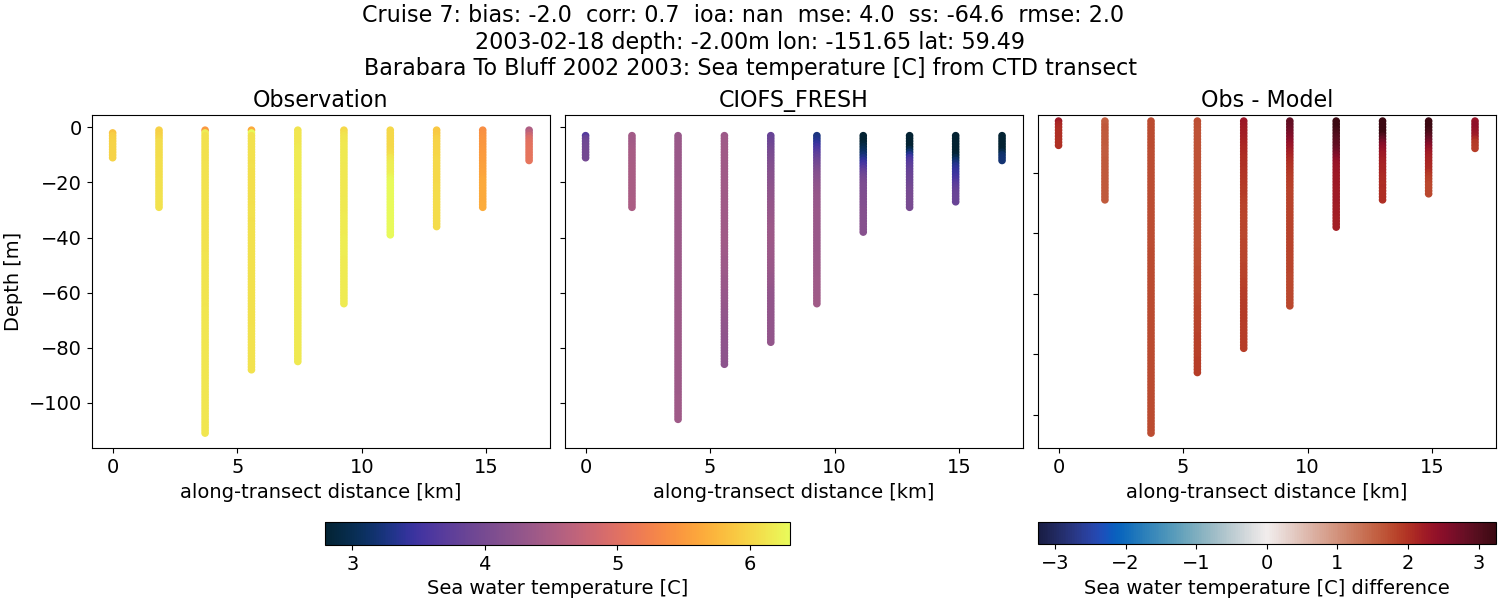 Cruise 7: bias: -2.0  corr: 0.7  ioa: nan  mse: 4.0  ss: -64.6  rmse: 2.0
2003-02-18 depth: -2.00m lon: -151.65 lat: 59.49
Barabara To Bluff 2002 2003: Sea temperature [C] from CTD transect
Observation
CIOFS_FRESH
Obs - Model
Depth [m]
0
−20
−40
−60
−80
−100
0 5 10 15
0 5 10 15
0 5 10 15
along-transect distance [km]
along-transect distance [km]
along-transect distance [km]
3 4 5 6
Sea water temperature [C]
−3 −2 −1 0 1 2 3
Sea water temperature [C] difference